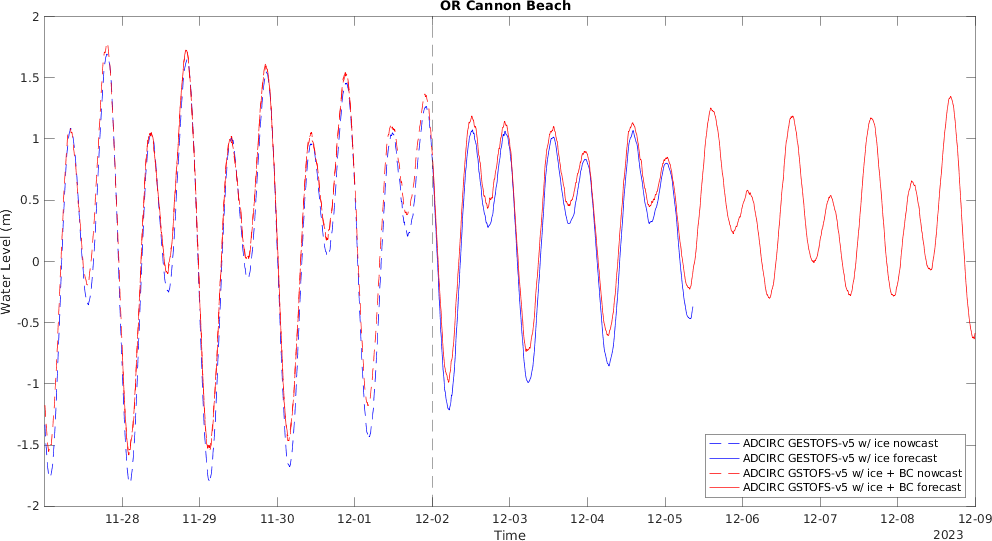 OR Cannon Beach
2
1.5
1
0.5
0
-0.5
-1
-1.5
-2
Water Level (m)
ADCIRC GESTOFS-v5 w/ ice nowcast
ADCIRC GESTOFS-v5 w/ ice forecast
ADCIRC GSTOFS-v5 w/ ice + BC nowcast
ADCIRC GSTOFS-v5 w/ ice + BC forecast
11-28 11-29 11-30 12-01 12-02 12-03 12-04 12-05 12-06 12-07 12-08 12-09
Time 2023